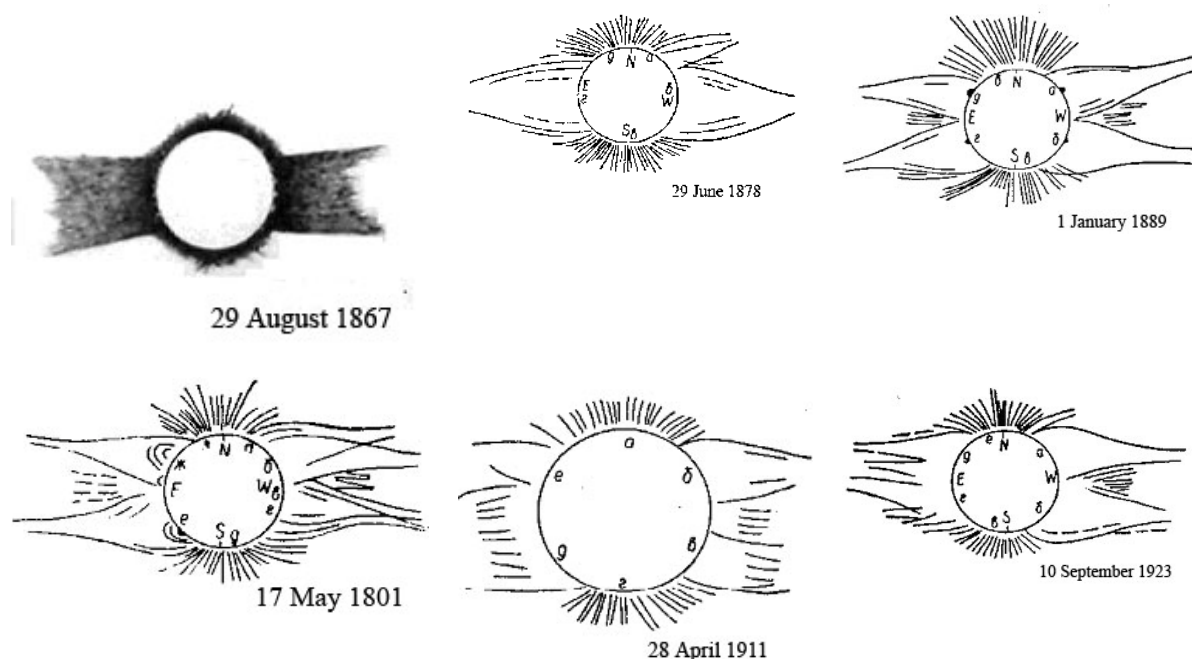 д N а
E б
г W
S в
29 June 1878
N
д а
E W
г б
S в
1 January 1889
29 August 1867
N
ж б
W в
г
е
S д
17 May 1801
а
е б
д в
г
28 April 1911
е N
д а
E W
г б
в S
10 September 1923